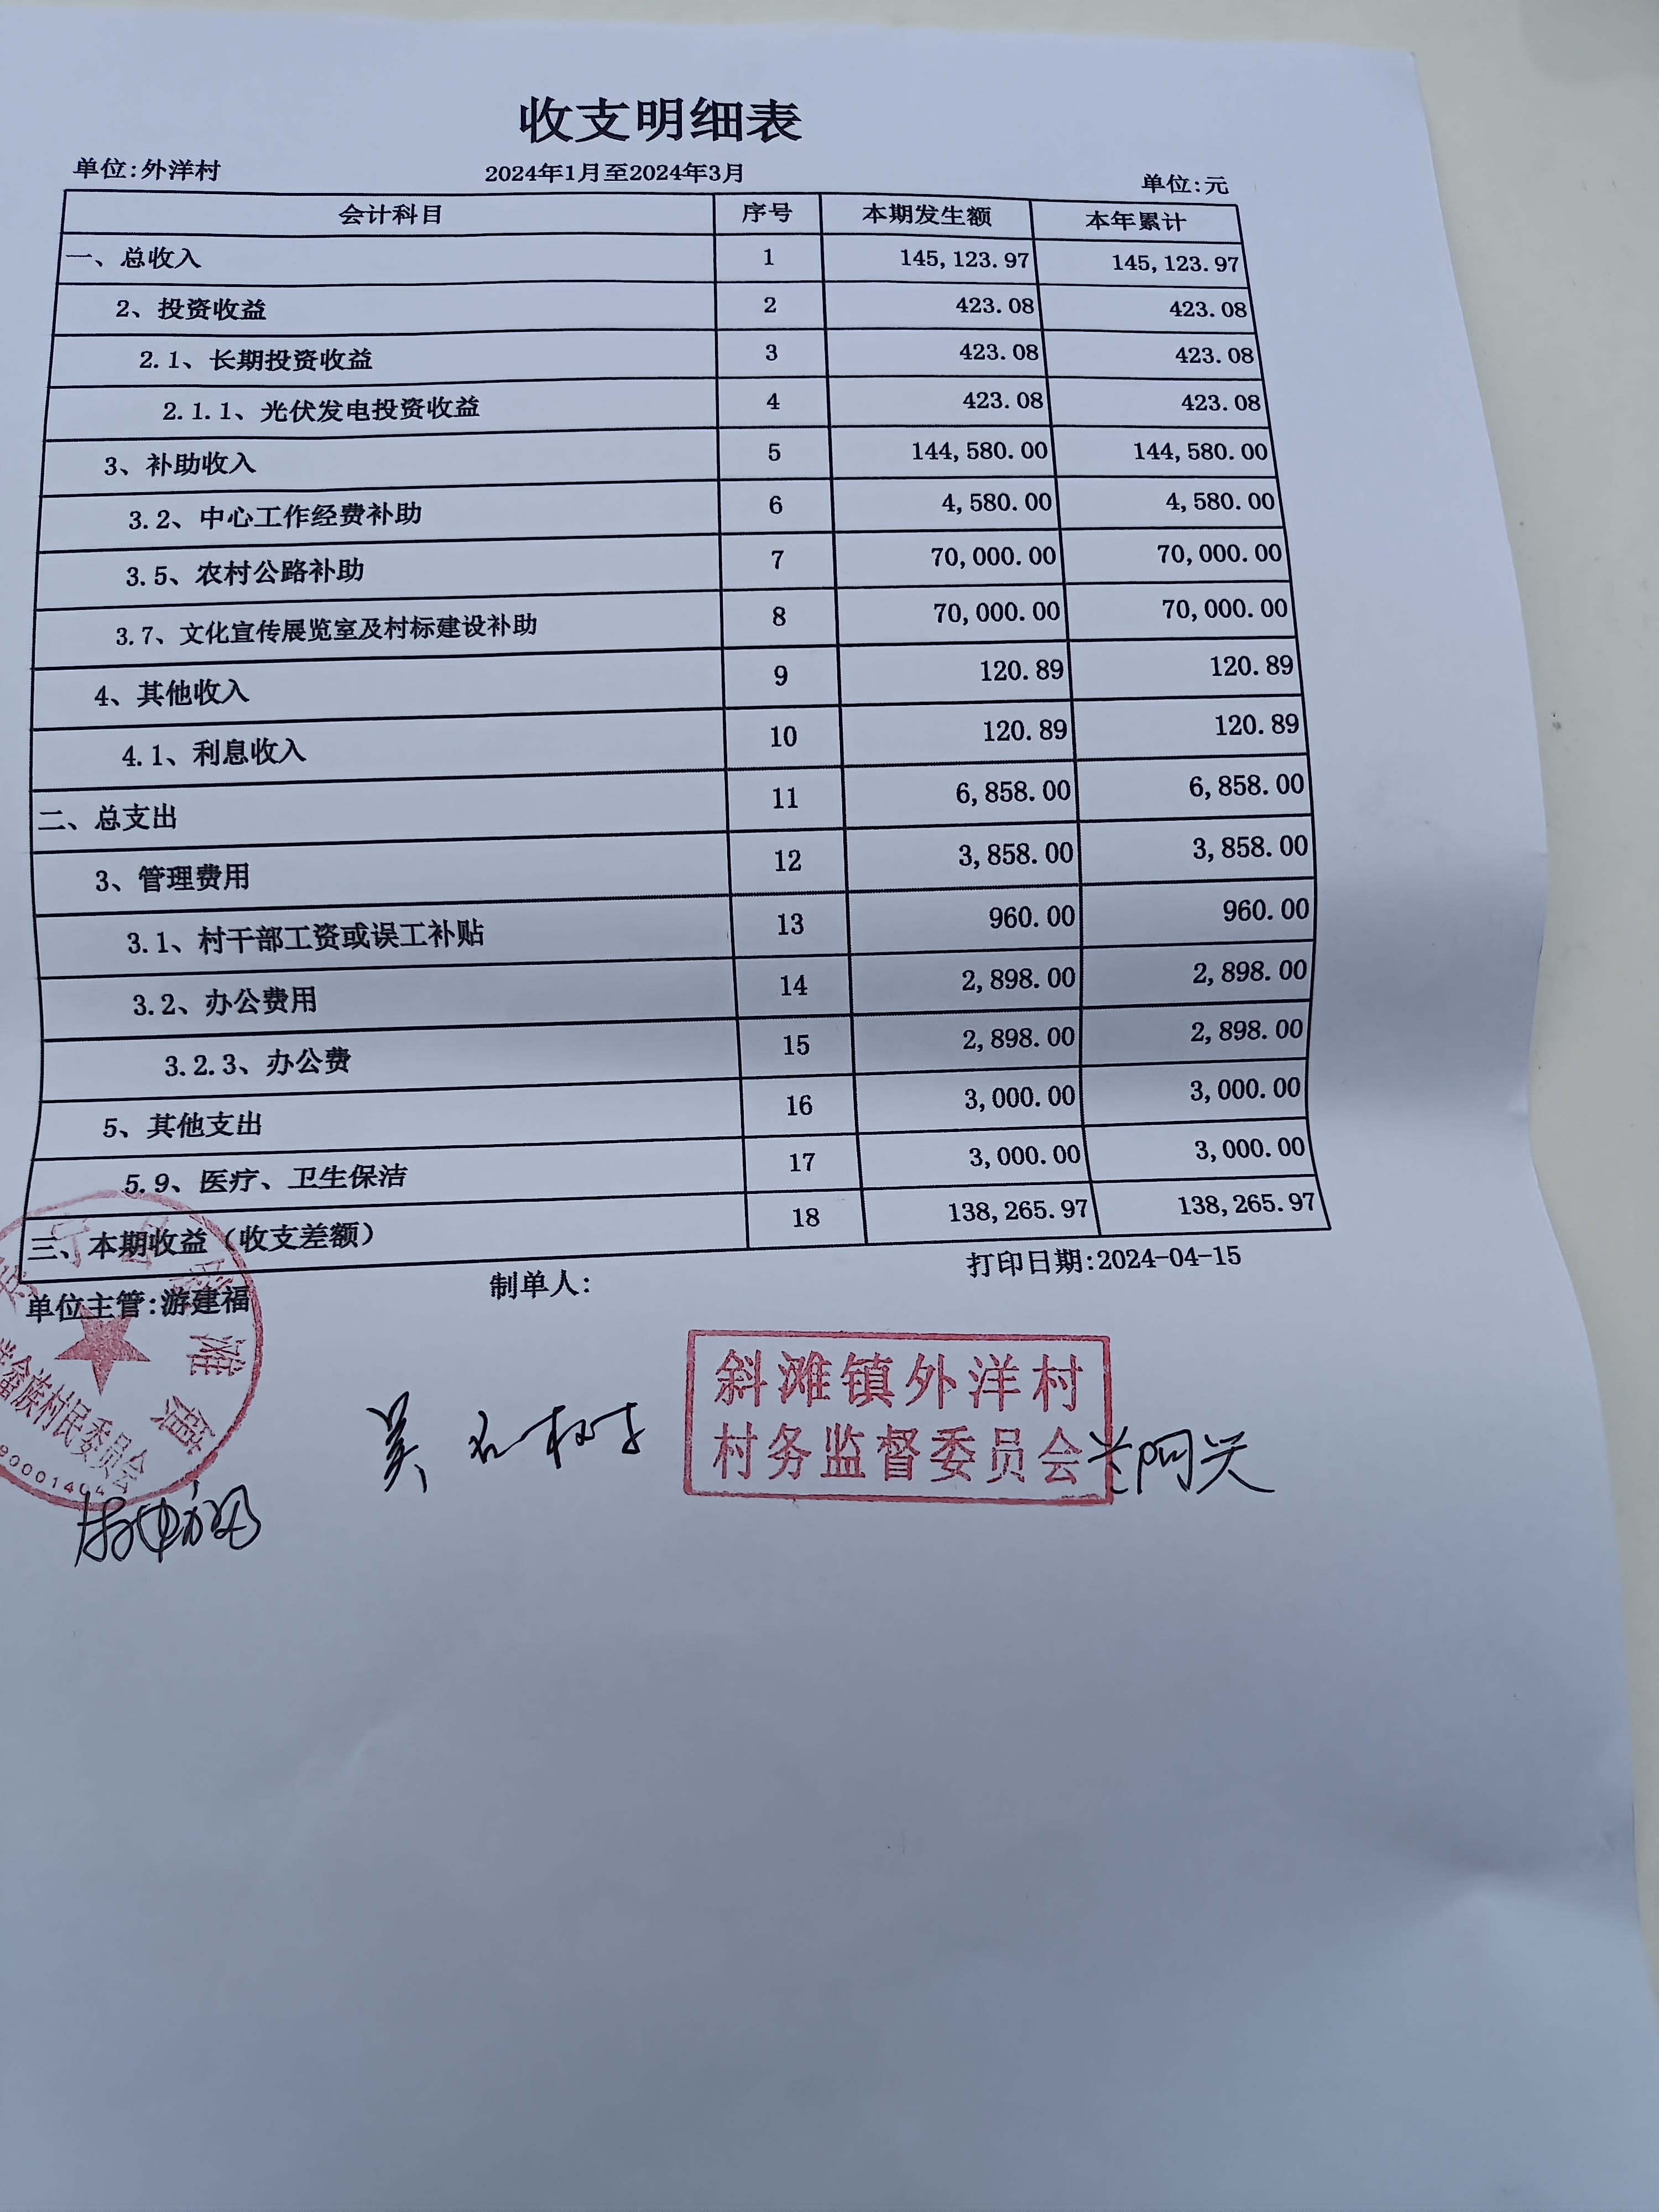 收支明细表
单位:外洋村 2024年1月至2024年3月 单位:元
会计科目 序号 本期发生额 本年累计
一、总收入 1 145,123.97 145,123.97
2、投资收益 2 423.08 423.08
2.1、长期投资收益 3 423.08 423.08
2.1.1、光伏发电投资收益 4 423.08 423.08
3、补助收入 5 144,580.00 144,580.00
3.2、中心工作经费补助 6 4,580.00 4,580.00
3.5、农村公路补助 7 70,000.00 70,000.00
3.7、文化宣传展览室及村标建设补助 8 70,000.00 70,000.00
4、其他收入 9 120.89 120.89
4.1、利息收入 10 120.89 120.89
二、总支出 11 6,858.00 6,858.00
3、管理费用 12 3,858.00 3,858.00
3.1、村干部工资或误工补贴 13 960.00 960.00
3.2、办公费用 14 2,898.00 2,898.00
3.2.3、办公费 15 2,898.00 2,898.00
5、其他支出 16 3,000.00 3,000.00
5.9、医疗、卫生保洁 17 3,000.00 3,000.00
三、本期收益（收支差额） 18 138,265.97 138,265.97
单位主管:游建福 制单人: 打印日期:2024-04-15
滩
畲族村民委员会
斜滩镇外洋村
村务监督委员会